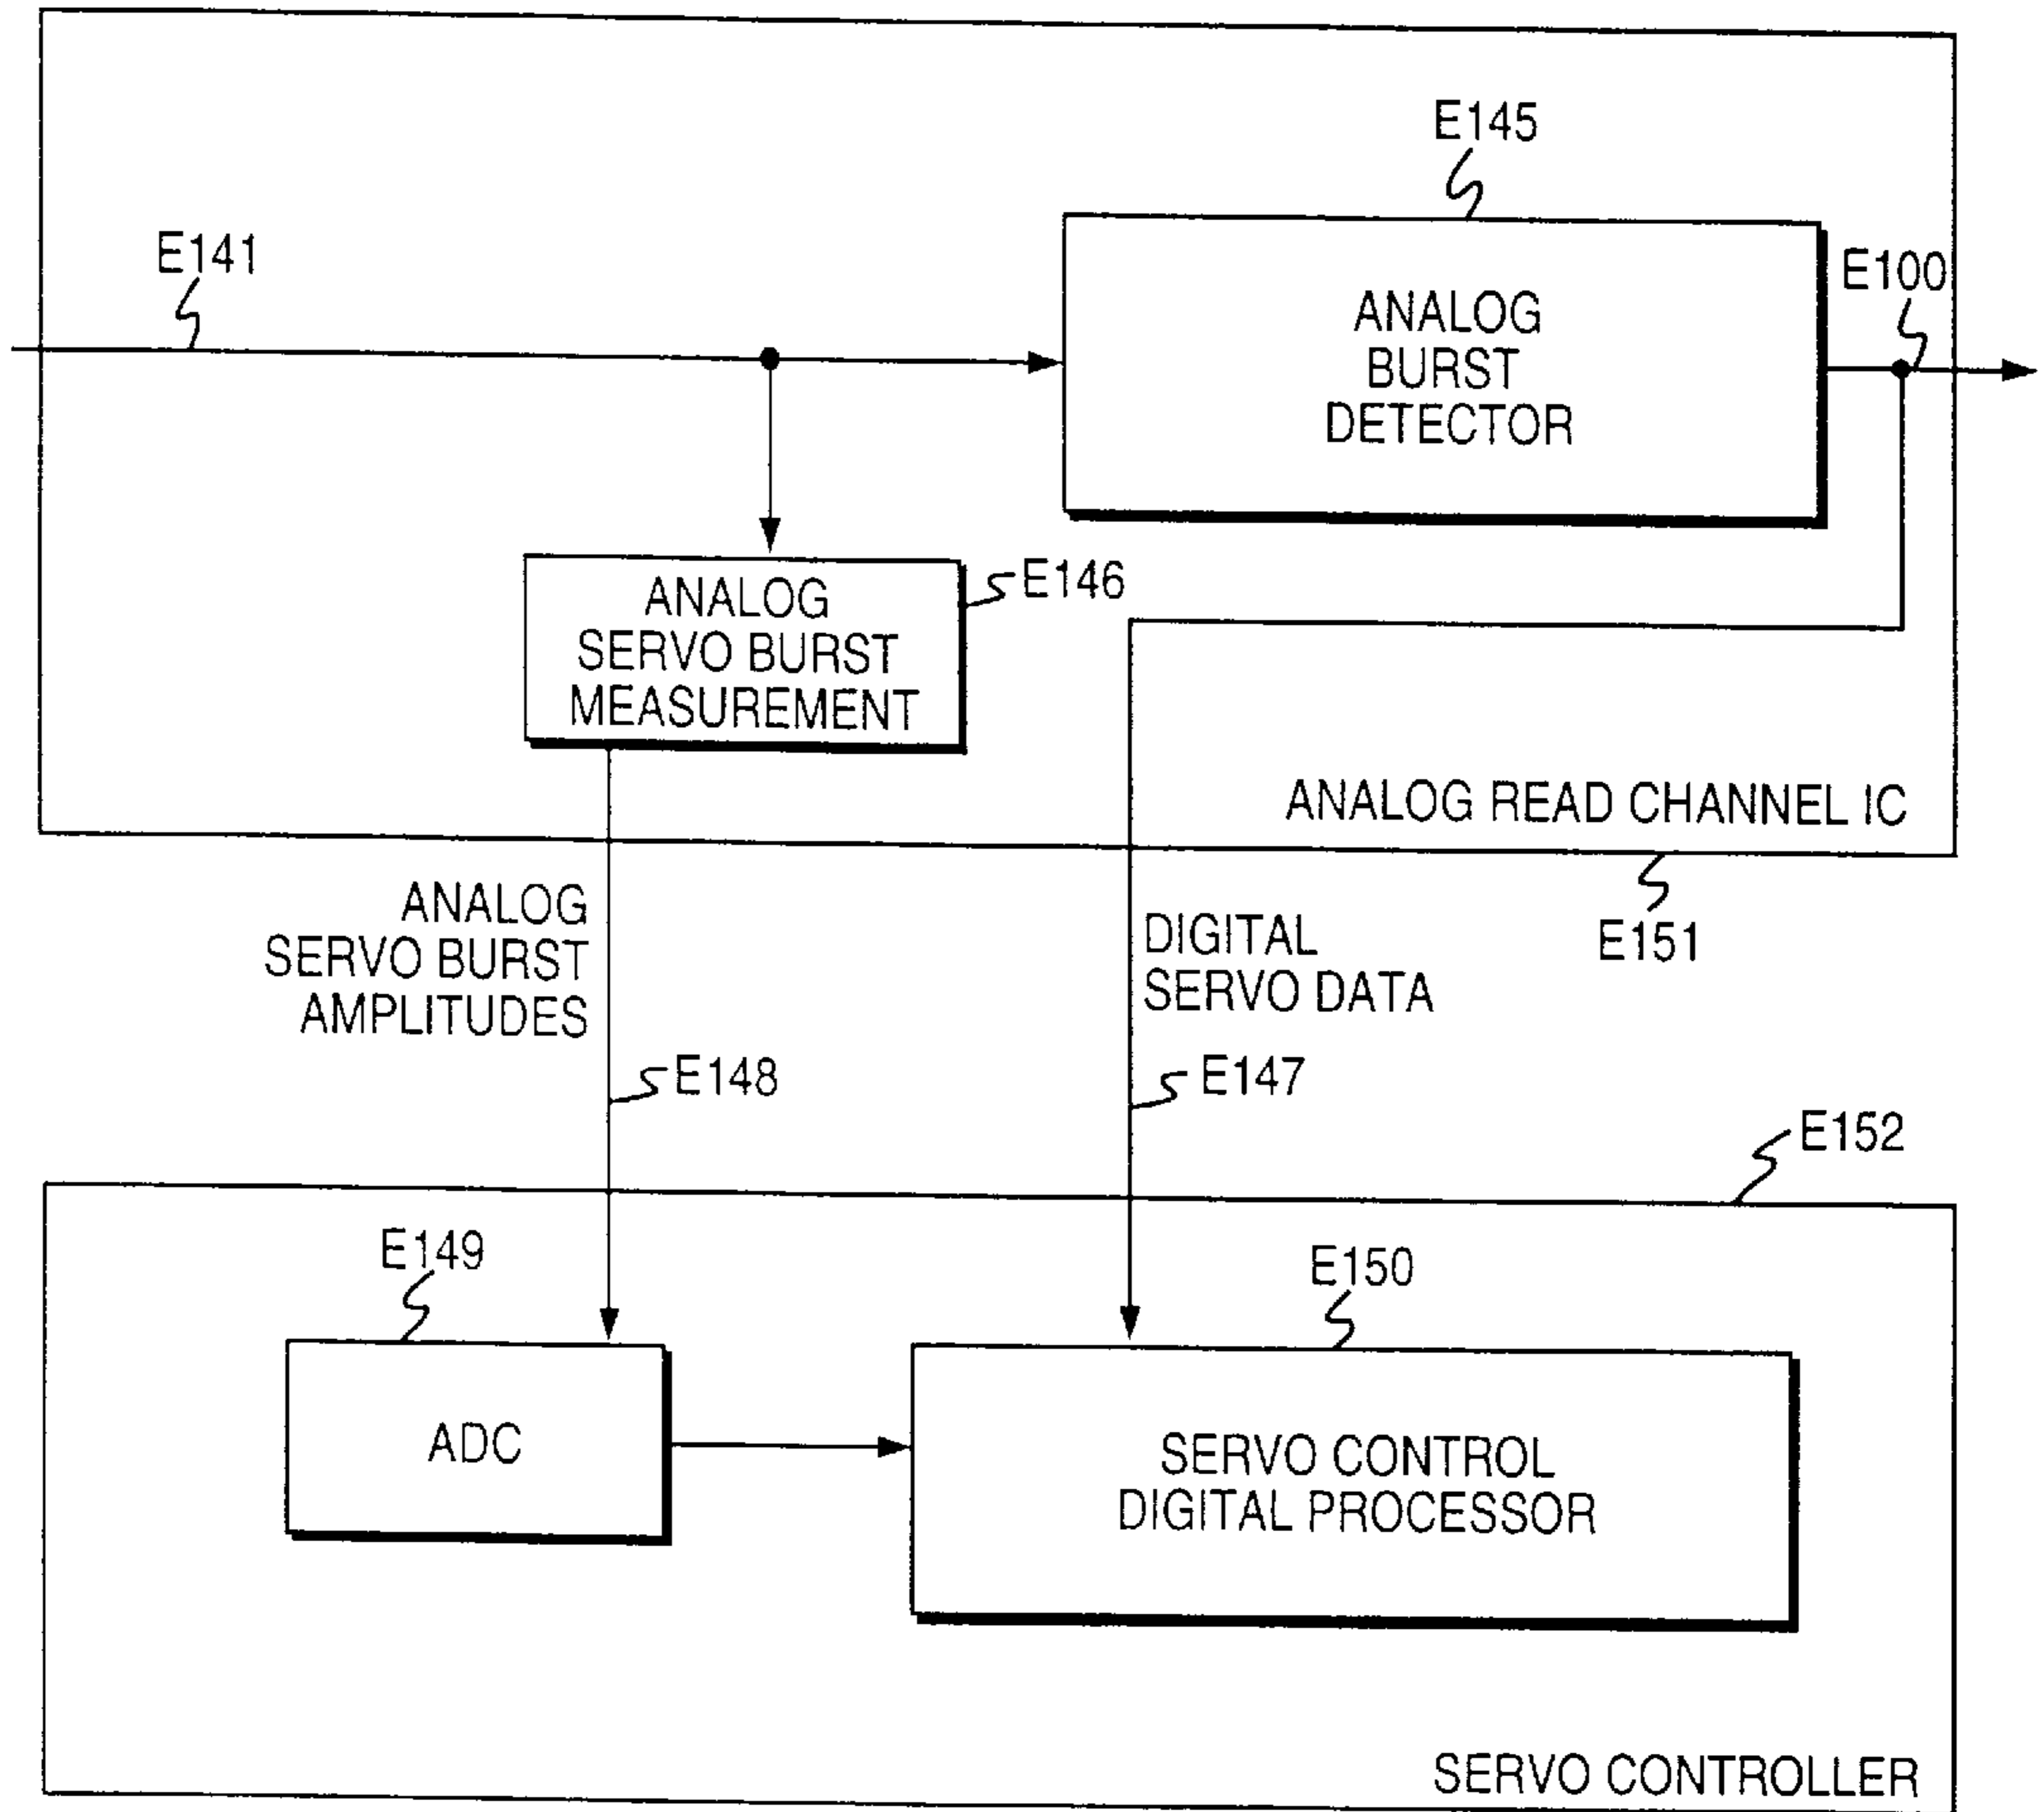 E145
E141
E100
ANALOG
BURST
DETECTOR
E146
ANALOG
SERVO BURST
MEASUREMENT
ANALOG READ CHANNEL IC
E151
ANALOG
SERVO BURST
AMPLITUDES
DIGITAL
SERVO DATA
E148
E147
E152
E149
E150
ADC
SERVO CONTROL
DIGITAL PROCESSOR
SERVO CONTROLLER